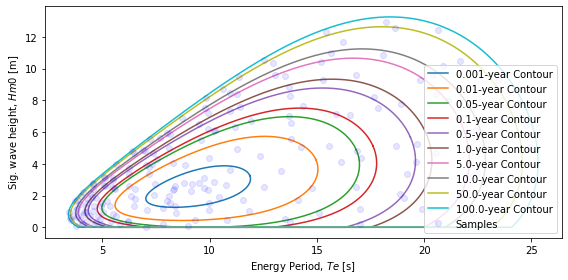 Sig. wave height, Hm0 [m]
12
10
8
6
4
2
0
5
10
15
20
25
Energy Period, Te [s]
0.001-year Contour
0.01-year Contour
0.05-year Contour
0.1-year Contour
0.5-year Contour
1.0-year Contour
5.0-year Contour
10.0-year Contour
50.0-year Contour
100.0-year Contour
Samples